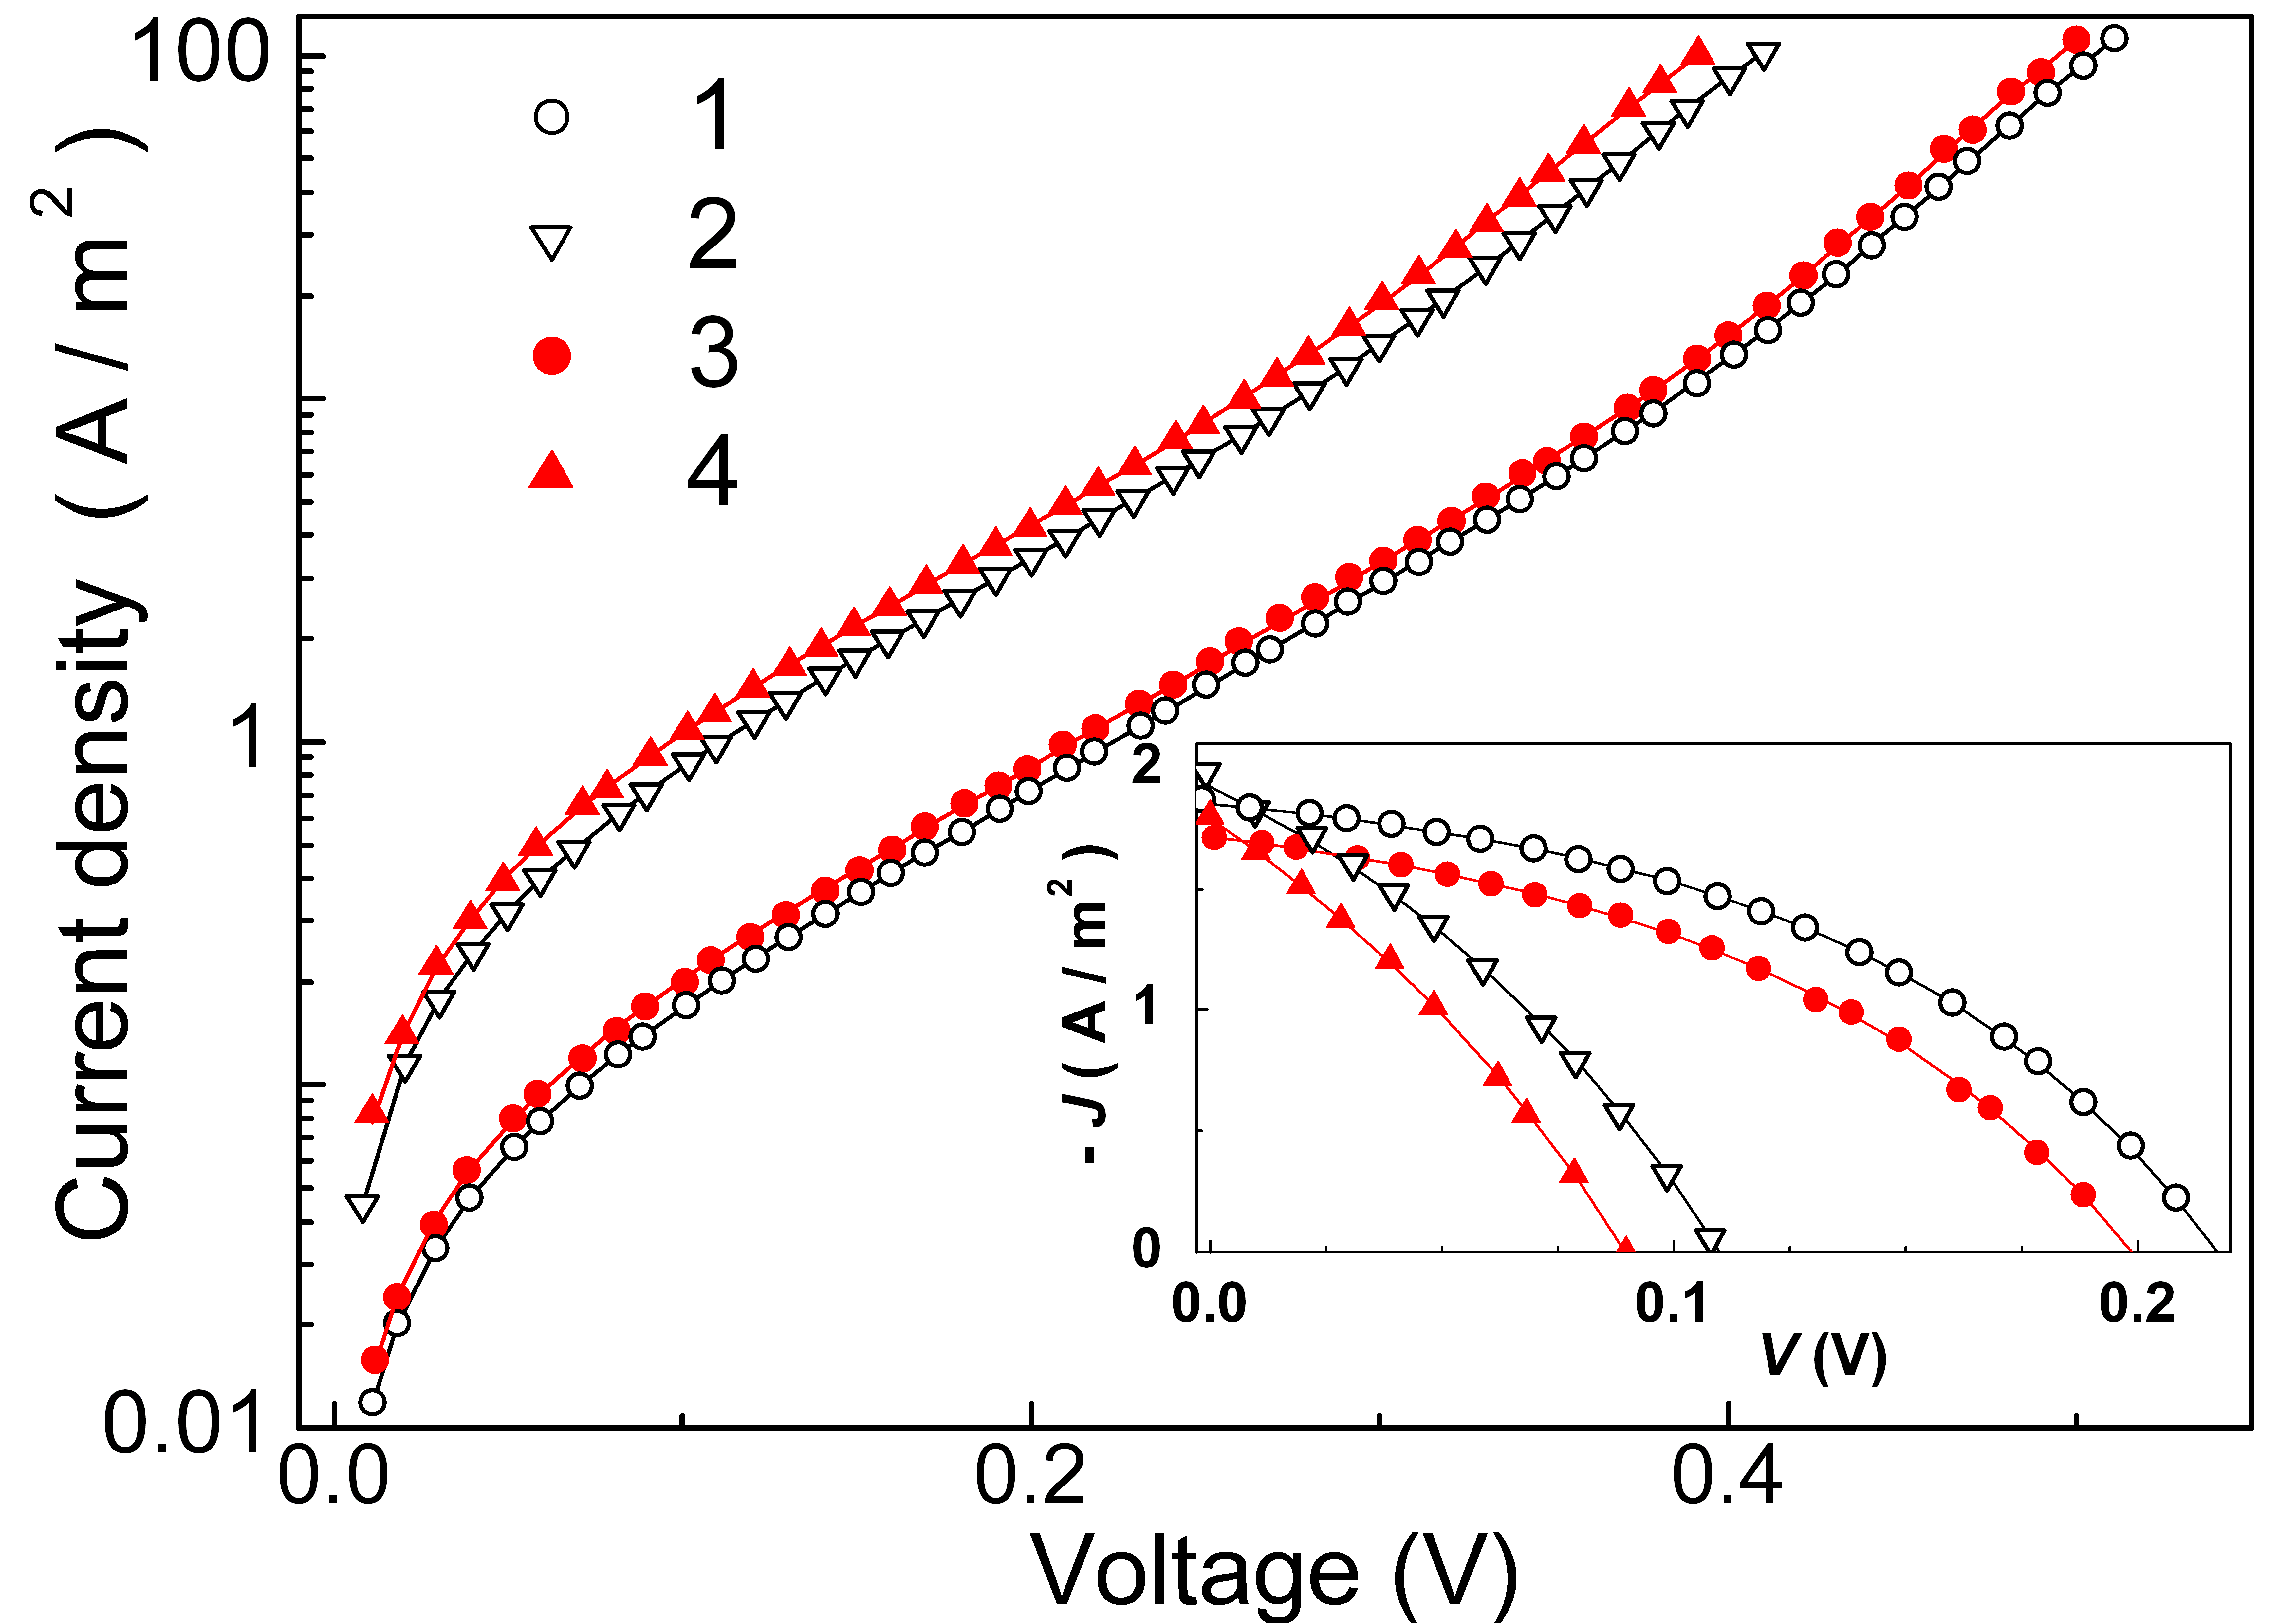 100
1
0.01
Current density ( A / m² )
1
2
3
4
2
1
0
- J ( A / m² )
0.0 0.1 0.2
V (V)
0.0 0.2 0.4
Voltage (V)